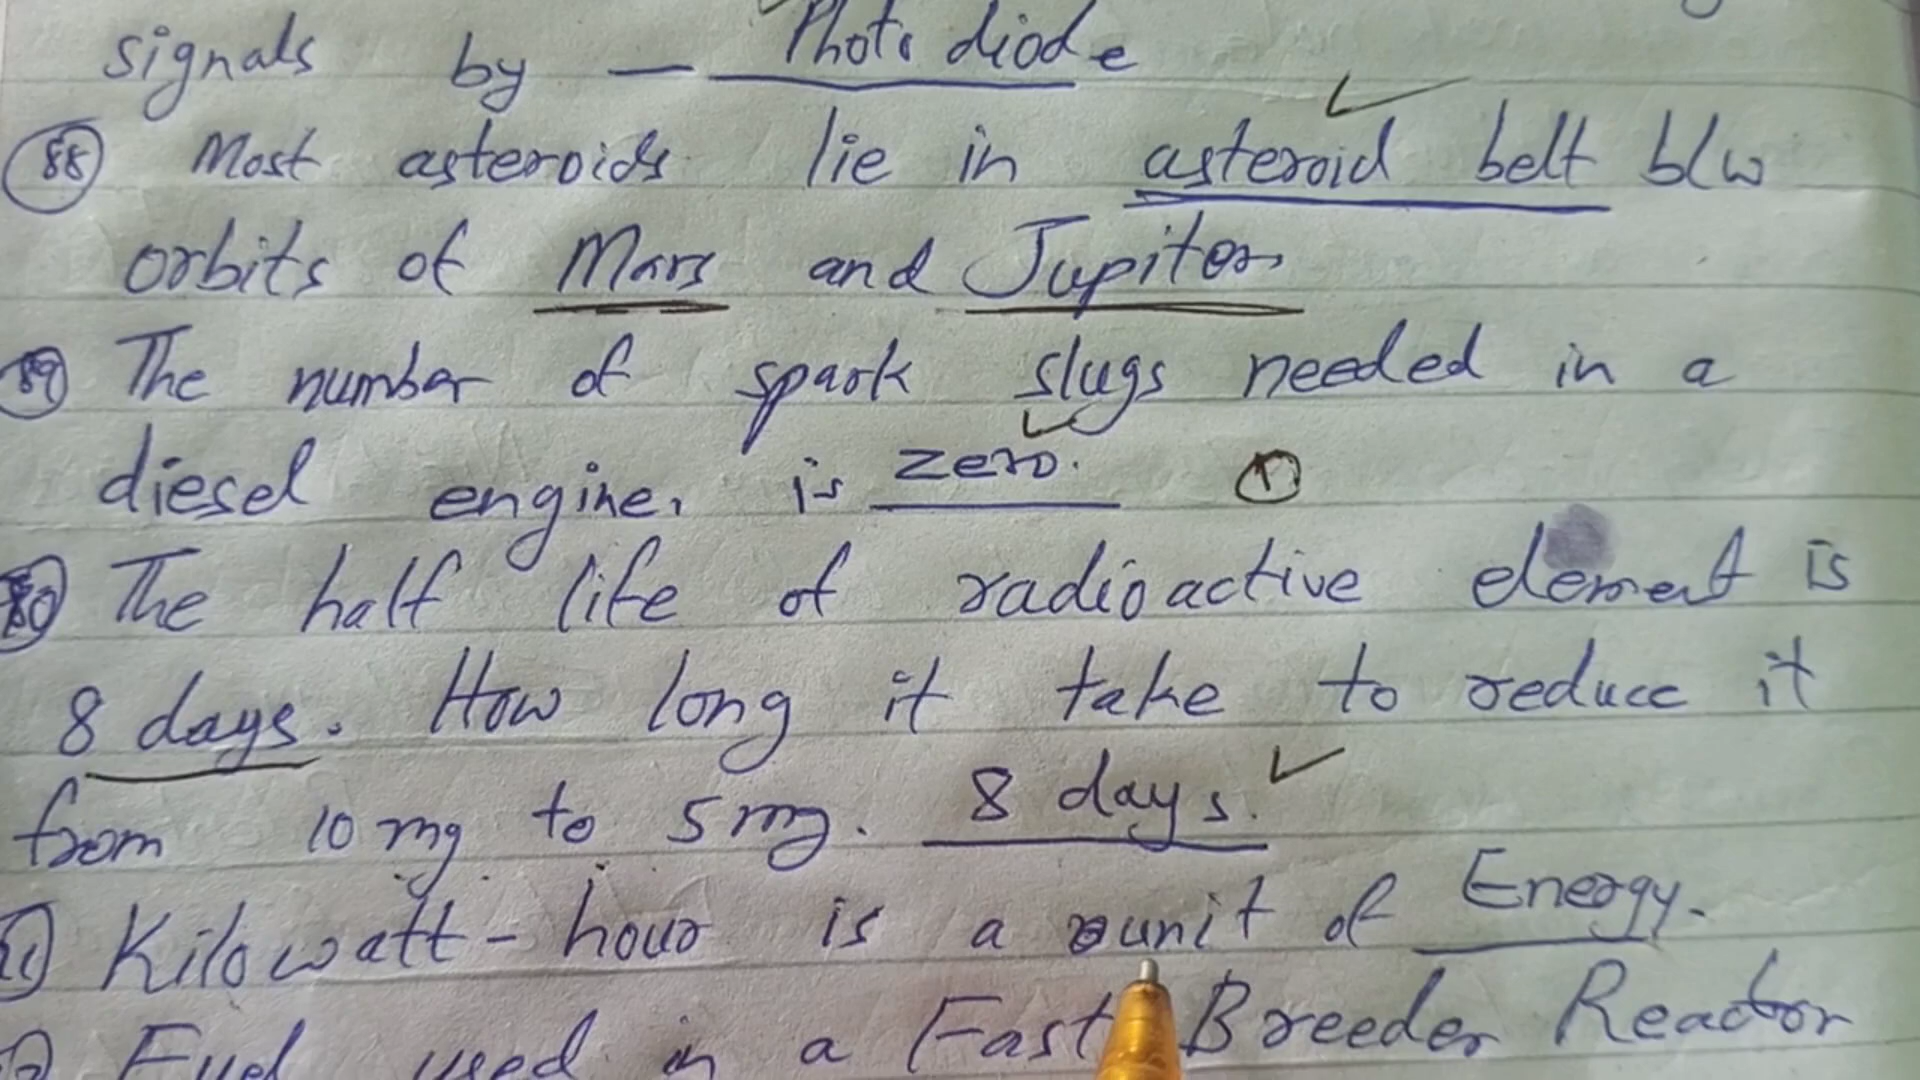 signals by — Photo diode
88 Most asteroids lie in asteroid belt b/w
orbits of Mars and Jupiter
89 The number of spark slugs needed in a
diesel engine, is zero.
The half life of radioactive element is
8 days. How long it take to reduce it
from 10 mg to 5 mg. 8 days.
Kilowatt-hour is a unit of Energy.
Fuel used in a Fast Breeder Reactor